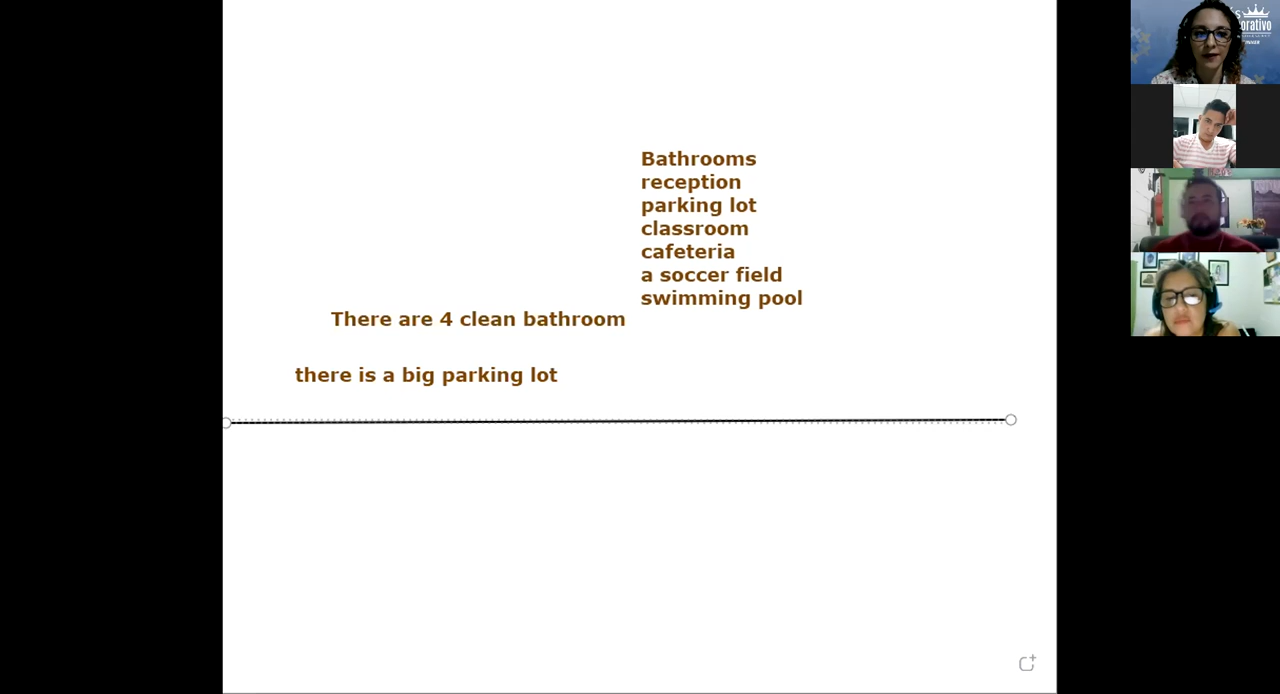 Bathrooms
reception
parking lot
classroom
cafeteria
a soccer field
swimming pool
There are 4 clean bathroom
there is a big parking lot
orativo